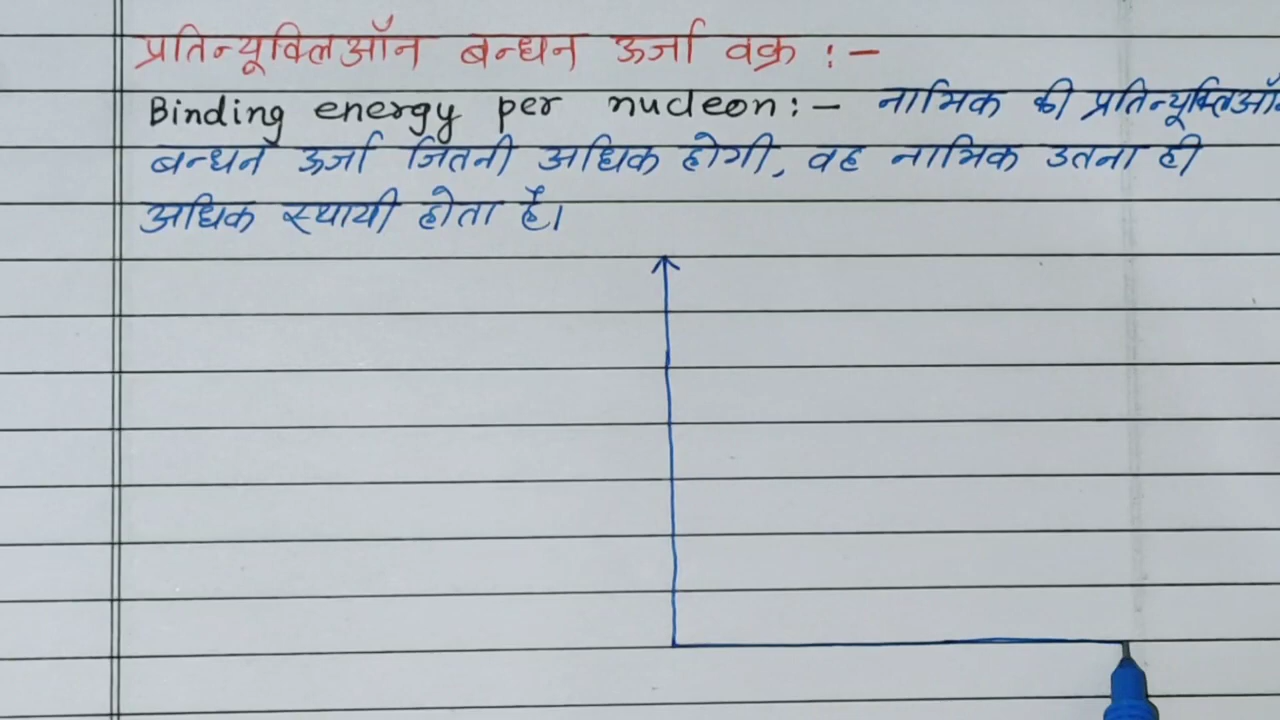 प्रतिन्यूक्लिऑन बन्धन ऊर्जा वक्र :-
Binding energy per nucleon:- नाभिक की प्रतिन्यूक्लिऑन
बन्धन ऊर्जा जितनी अधिक होगी, वह नाभिक उतना ही
अधिक स्थायी होता है।